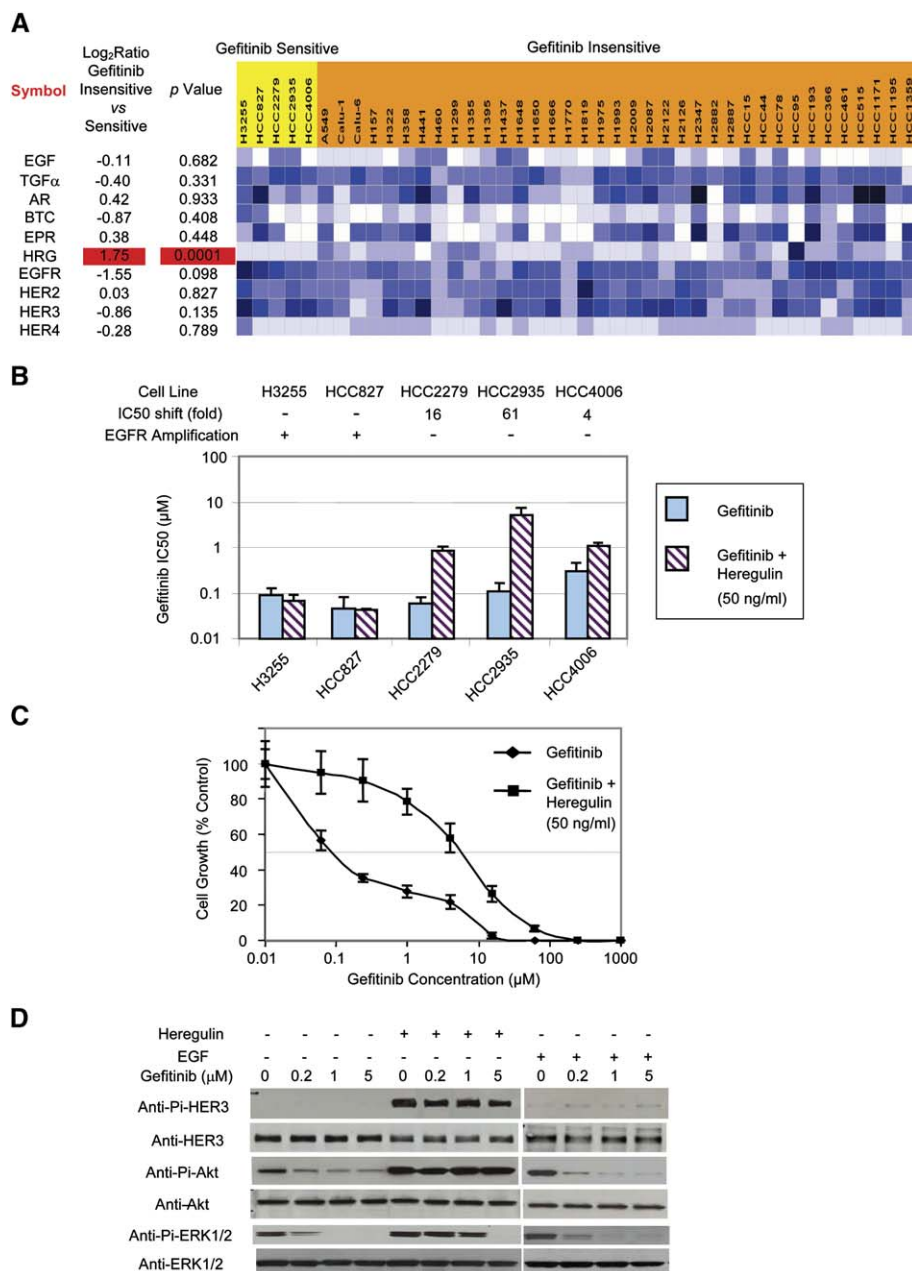 A
Log2Ratio Gefitinib Insensitive vs Sensitive
Gefitinib Sensitive Gefitinib Insensitive
Symbol p Value
H3255 HCC827 HCC2279 HCC2935 HCC4006 A549 Calu-1 Calu-6 H157 H322 H358 H441 H460 H1299 H1355 H1395 H1437 H1648 H1650 H1666 H1770 H1819 H1975 H1993 H2009 H2087 H2122 H2126 H2347 H2882 H2887 HCC15 HCC44 HCC78 HCC95 HCC193 HCC366 HCC461 HCC515 HCC1171 HCC1195 HCC1359
EGF -0.11 0.682
TGFα -0.40 0.331
AR 0.42 0.933
BTC -0.87 0.408
EPR 0.38 0.448
HRG 1.75 0.0001
EGFR -1.55 0.098
HER2 0.03 0.827
HER3 -0.86 0.135
HER4 -0.28 0.789
B
Cell Line H3255 HCC827 HCC2279 HCC2935 HCC4006
IC50 shift (fold) - - 16 61 4
EGFR Amplification + + - - -
Gefitinib IC50 (µM)
100
10
1
0.1
0.01
H3255 HCC827 HCC2279 HCC2935 HCC4006
Gefitinib
Gefitinib +
Heregulin
(50 ng/ml)
C
Cell Growth (% Control)
100
80
60
40
20
0
0.01 0.1 1 10 100 1000
Gefitinib Concentration (µM)
Gefitinib
Gefitinib +
Heregulin
(50 ng/ml)
D
Heregulin - - - - + + + + - - - -
EGF - - - - - - - - + + + +
Gefitinib (µM) 0 0.2 1 5 0 0.2 1 5 0 0.2 1 5
Anti-Pi-HER3
Anti-HER3
Anti-Pi-Akt
Anti-Akt
Anti-Pi-ERK1/2
Anti-ERK1/2